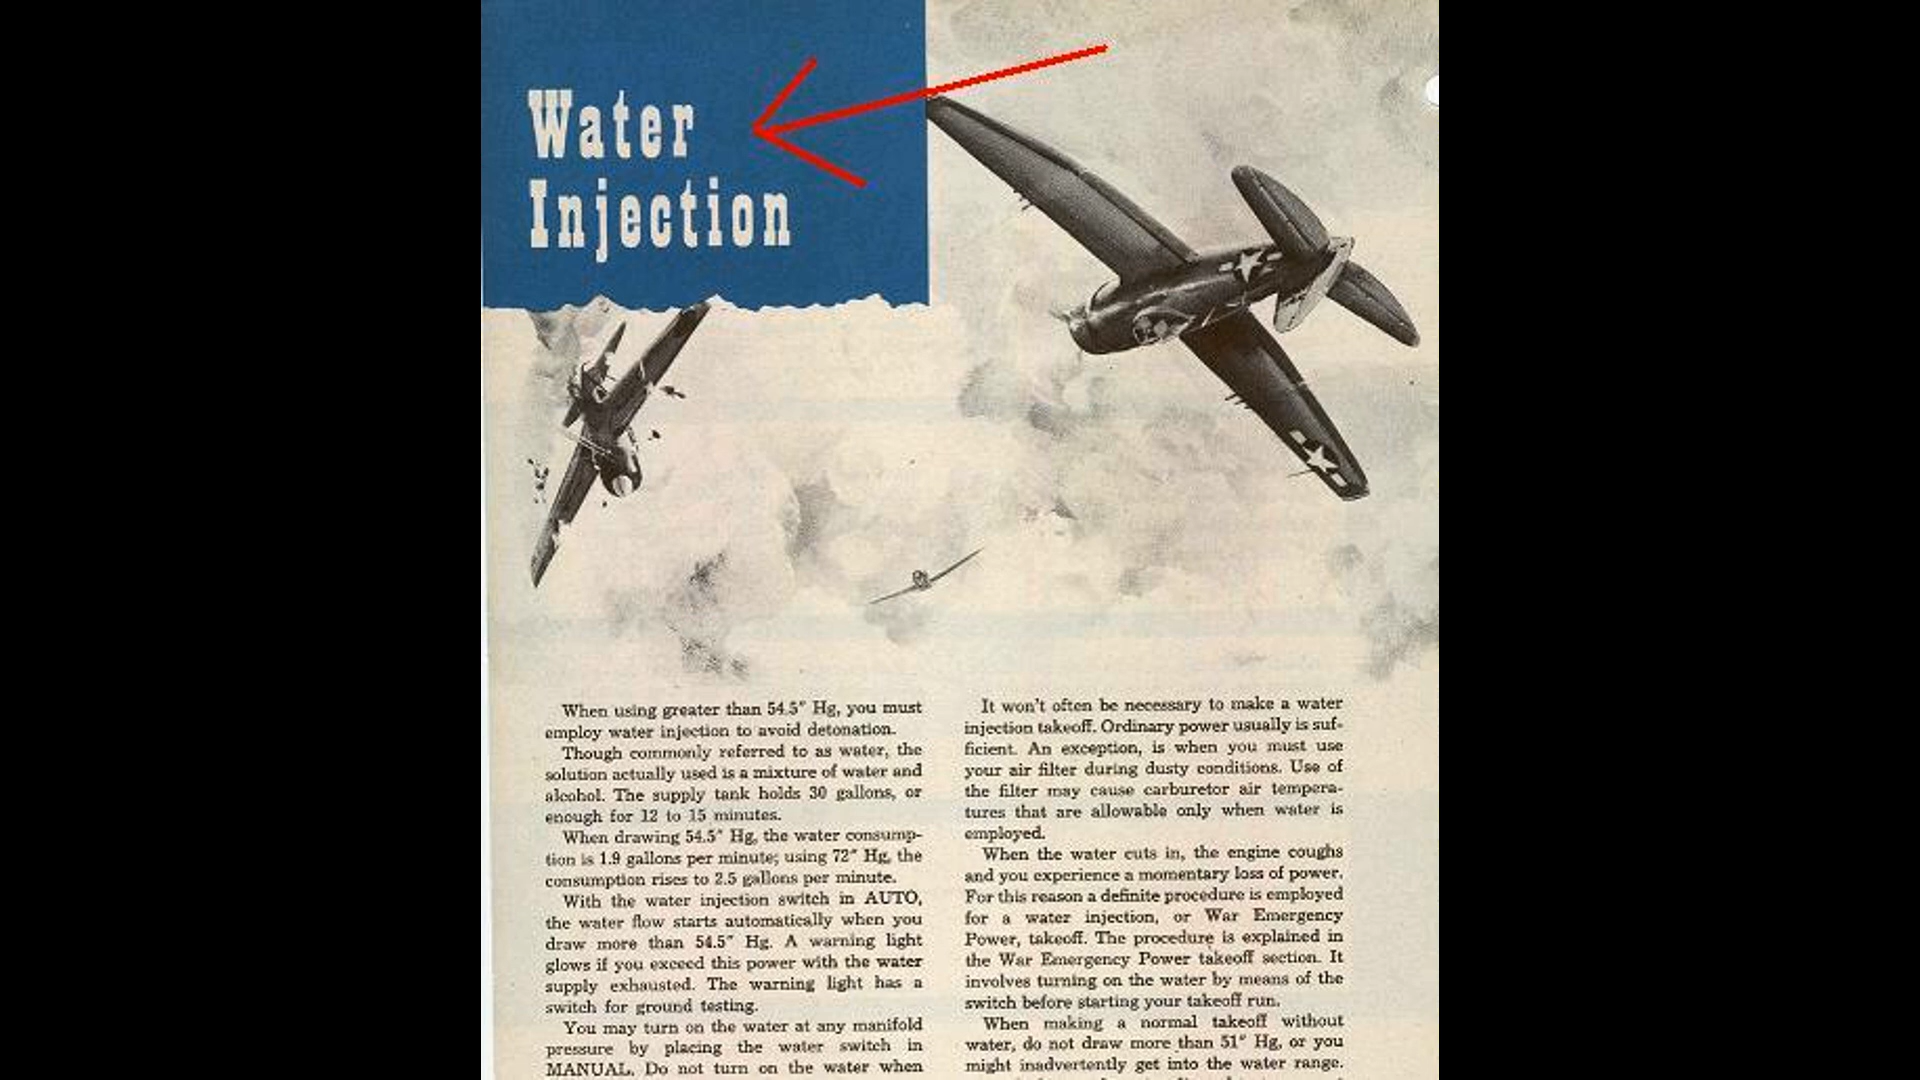 Water
Injection
When using greater than 54.5″ Hg, you must
employ water injection to avoid detonation.
Though commonly referred to as water, the
solution actually used is a mixture of water and
alcohol. The supply tank holds 30 gallons, or
enough for 12 to 15 minutes.
When drawing 54.5″ Hg, the water consump-
tion is 1.9 gallons per minute; using 72″ Hg, the
consumption rises to 2.5 gallons per minute.
With the water injection switch in AUTO,
the water flow starts automatically when you
draw more than 54.5″ Hg. A warning light
glows if you exceed this power with the water
supply exhausted. The warning light has a
switch for ground testing.
You may turn on the water at any manifold
pressure by placing the water switch in
MANUAL. Do not turn on the water when
It won't often be necessary to make a water
injection takeoff. Ordinary power usually is suf-
ficient. An exception, is when you must use
your air filter during dusty conditions. Use of
the filter may cause carburetor air tempera-
tures that are allowable only when water is
employed.
When the water cuts in, the engine coughs
and you experience a momentary loss of power.
For this reason a definite procedure is employed
for a water injection, or War Emergency
Power, takeoff. The procedure is explained in
the War Emergency Power takeoff section. It
involves turning on the water by means of the
switch before starting your takeoff run.
When making a normal takeoff without
water, do not draw more than 51″ Hg, or you
might inadvertently get into the water range.